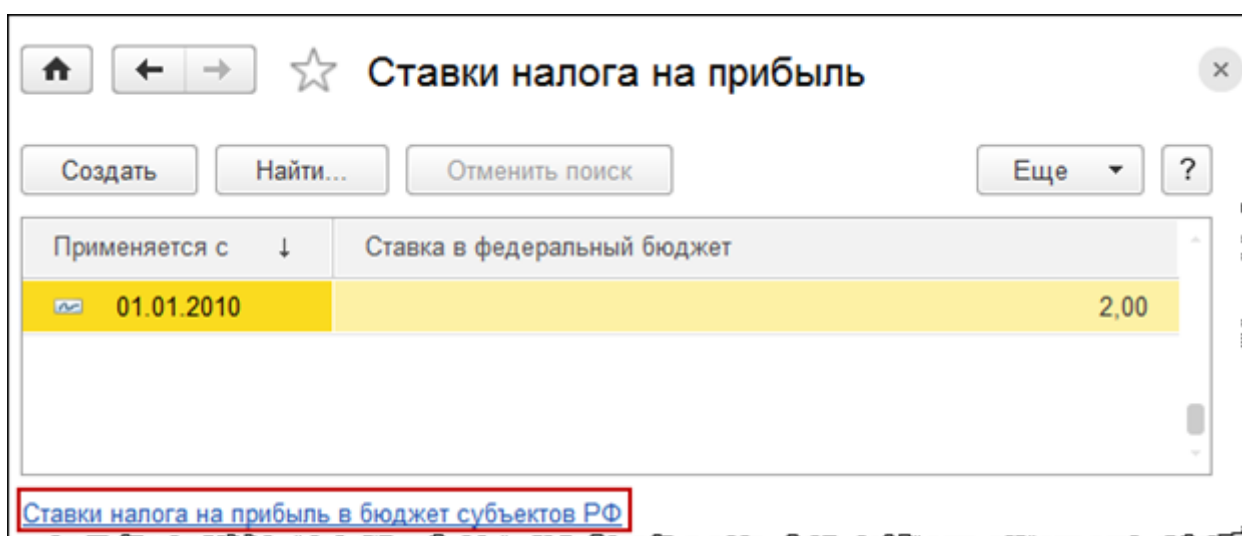 Ставки налога на прибыль
Создать Найти... Отменить поиск Еще ?
Применяется с ↓ Ставка в федеральный бюджет
01.01.2010 2,00
Ставки налога на прибыль в бюджет субъектов РФ